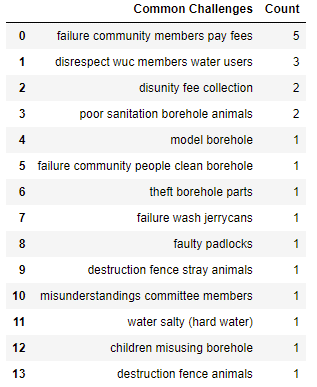 Common Challenges Count
0 failure community members pay fees 5
1 disrespect wuc members water users 3
2 disunity fee collection 2
3 poor sanitation borehole animals 2
4 model borehole 1
5 failure community people clean borehole 1
6 theft borehole parts 1
7 failure wash jerrycans 1
8 faulty padlocks 1
9 destruction fence stray animals 1
10 misunderstandings committee members 1
11 water salty (hard water) 1
12 children misusing borehole 1
13 destruction fence animals 1